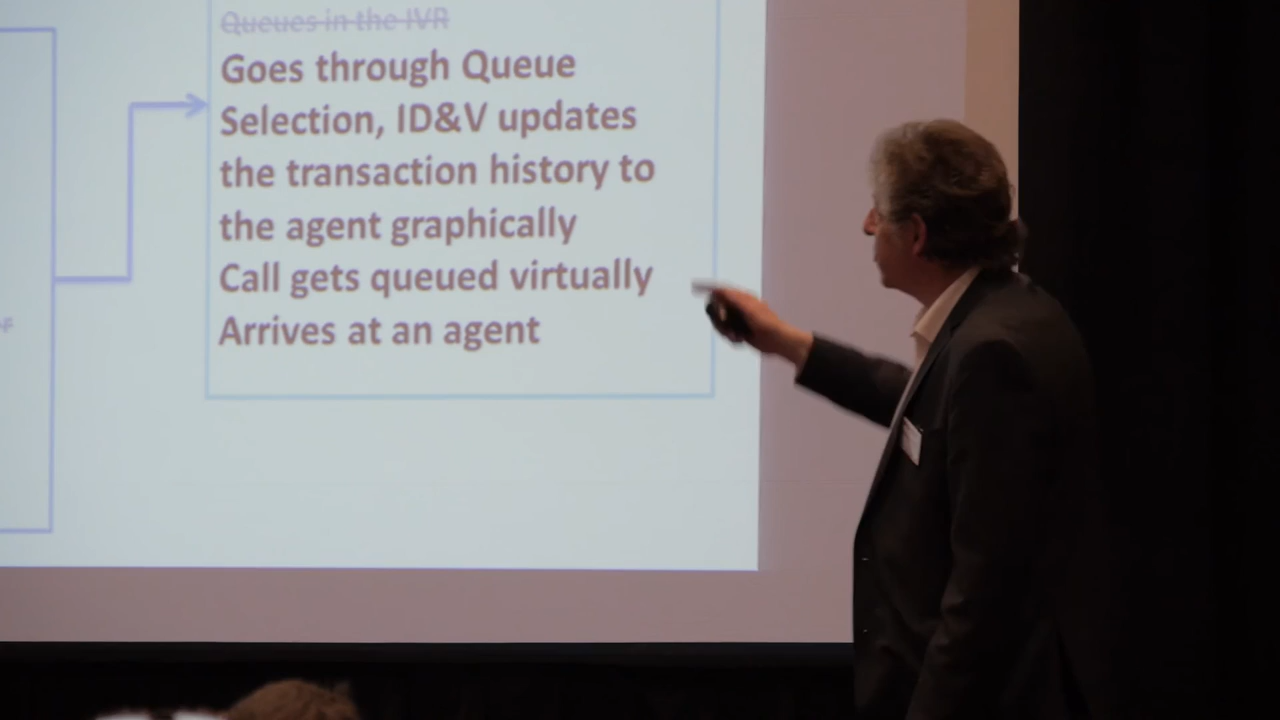 Queues in the IVR
Goes through Queue
Selection, ID&V updates
the transaction history to
the agent graphically
Call gets queued virtually
Arrives at an agent